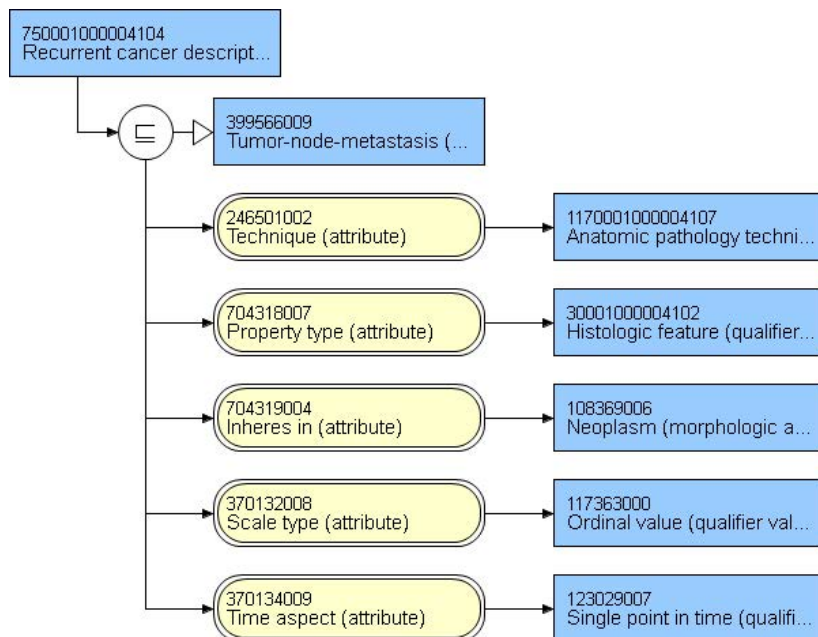 750001000004104
Recurrent cancer descript...
⊑
399566009
Tumor-node-metastasis (...
246501002
Technique (attribute)
1170001000004107
Anatomic pathology techni...
704318007
Property type (attribute)
30001000004102
Histologic feature (qualifier...
704319004
Inheres in (attribute)
108369006
Neoplasm (morphologic a...
370132008
Scale type (attribute)
117363000
Ordinal value (qualifier val...
370134009
Time aspect (attribute)
123029007
Single point in time (qualifi...